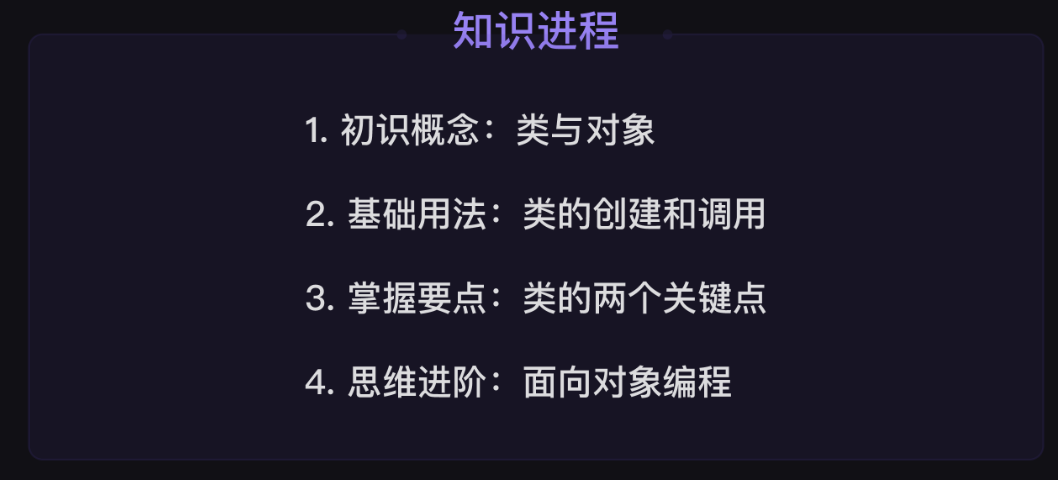 知识进程
1. 初识概念：类与对象
2. 基础用法：类的创建和调用
3. 掌握要点：类的两个关键点
4. 思维进阶：面向对象编程